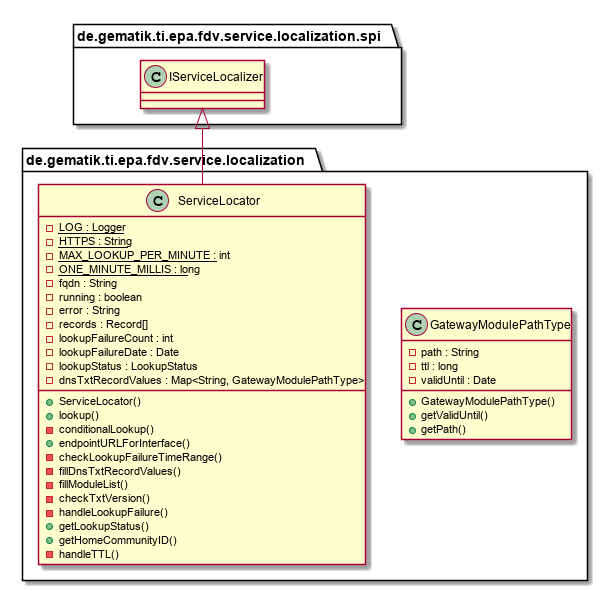 de.gematik.ti.epa.fdv.service.localization.spi
C IServiceLocalizer
de.gematik.ti.epa.fdv.service.localization
C ServiceLocator
LOG : Logger
HTTPS : String
MAX_LOOKUP_PER_MINUTE : int
ONE_MINUTE_MILLIS : long
fqdn : String
running : boolean
error : String
records : Record[]
lookupFailureCount : int
lookupFailureDate : Date
lookupStatus : LookupStatus
dnsTxtRecordValues : Map<String, GatewayModulePathType>
ServiceLocator()
lookup()
conditionalLookup()
endpointURLForInterface()
checkLookupFailureTimeRange()
fillDnsTxtRecordValues()
fillModuleList()
checkTxtVersion()
handleLookupFailure()
getLookupStatus()
getHomeCommunityID()
handleTTL()
C GatewayModulePathType
path : String
ttl : long
validUntil : Date
GatewayModulePathType()
getValidUntil()
getPath()